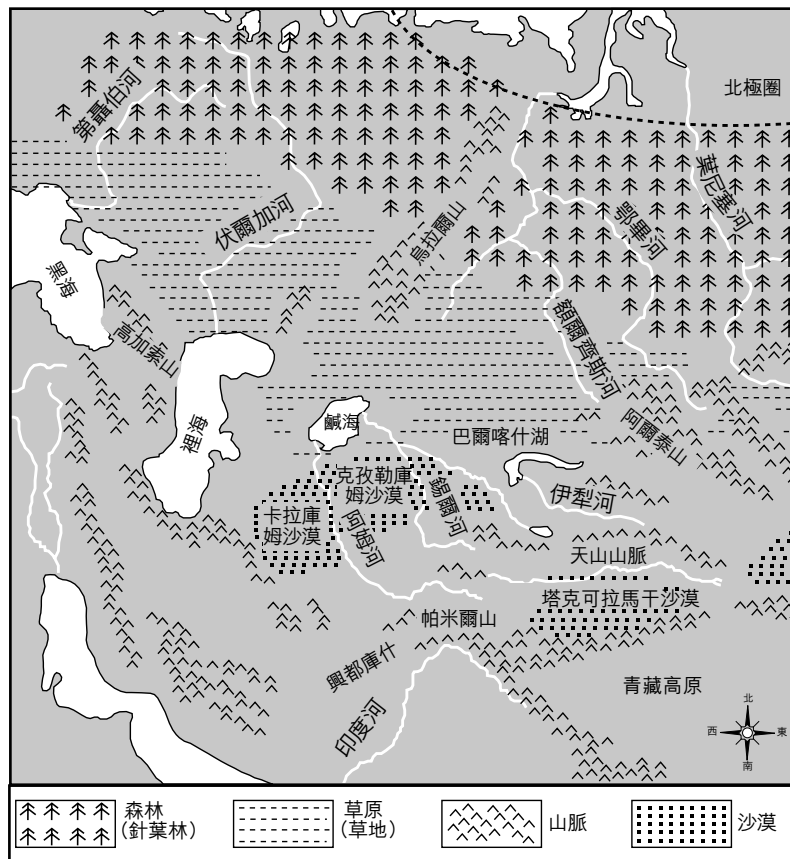 北極圈
第聶伯河
葉尼塞河
伏爾加河
鄂畢河
烏拉爾山
黑海
高加索山
額爾齊斯河
裡海
鹹海
巴爾喀什湖
阿爾泰山
克孜勒庫
姆沙漠
錫爾河
伊犁河
卡拉庫
姆沙漠
阿姆河
天山山脈
塔克可拉馬干沙漠
帕米爾山
興都庫什
青藏高原
印度河
北
西
東
南
森林
(針葉林)
草原
(草地)
山脈
沙漠